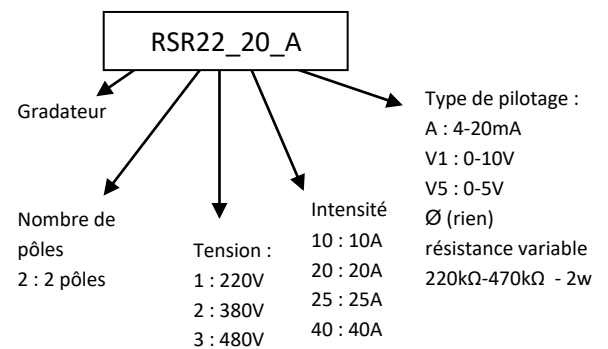 RSR22_20_A
Gradateur
Nombre de
pôles
2 : 2 pôles
Tension :
1 : 220V
2 : 380V
3 : 480V
Intensité
10 : 10A
20 : 20A
25 : 25A
40 : 40A
Type de pilotage :
A : 4-20mA
V1 : 0-10V
V5 : 0-5V
Ø (rien)
résistance variable
220kΩ-470kΩ - 2w